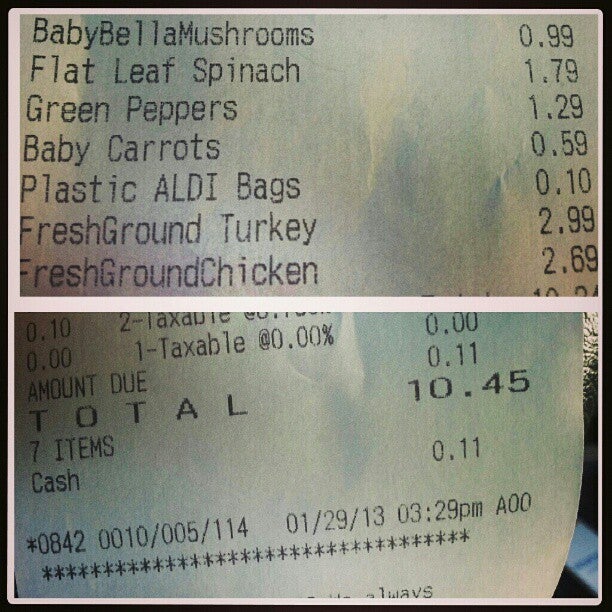 BabyBellaMushrooms 0.99
Flat Leaf Spinach 1.79
Green Peppers 1.29
Baby Carrots 0.59
Plastic ALDI Bags 0.10
FreshGround Turkey 2.99
FreshGroundChicken 2.69
0.10 2-Taxable 0.00
0.00 1-Taxable @0.00% 0.11
AMOUNT DUE
TOTAL 10.45
7 ITEMS
Cash 0.11
*0842 0010/005/114 01/29/13 03:29pm A00
***********************************
always